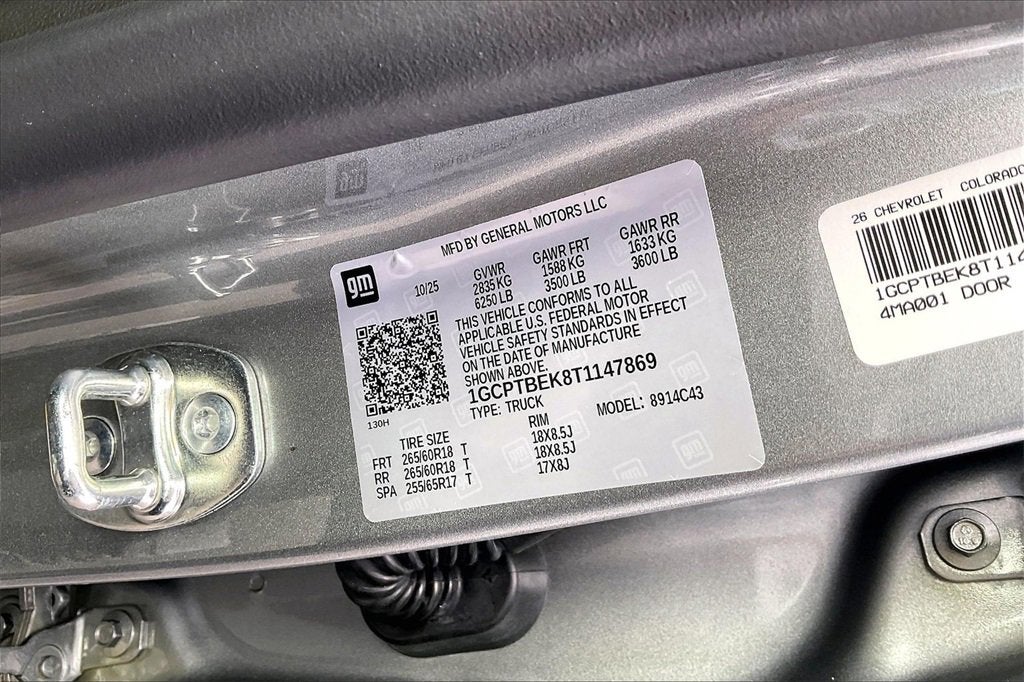 MFD BY GENERAL MOTORS LLC
gm
10/25
GVWR GAWR FRT GAWR RR
2835 KG 1588 KG 1633 KG
6250 LB 3500 LB 3600 LB
THIS VEHICLE CONFORMS TO ALL
APPLICABLE U.S. FEDERAL MOTOR
VEHICLE SAFETY STANDARDS IN EFFECT
ON THE DATE OF MANUFACTURE
SHOWN ABOVE.
1GCPTBEK8T1147869
TYPE: TRUCK MODEL: 8914C43
130H
TIRE SIZE RIM
FRT 265/60R18 T 18X8.5J
RR 265/60R18 T 18X8.5J
SPA 255/65R17 T 17X8J
26 CHEVROLET COLORADO
1GCPTBEK8T114
4MA001 DOOR